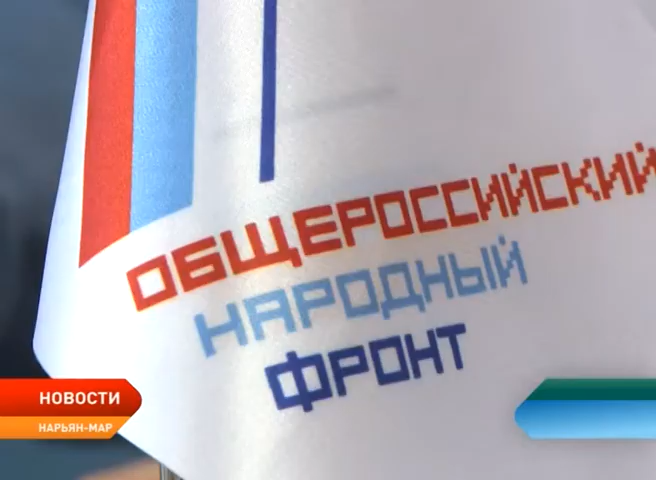 ОБЩЕРОССИЙСКИЙ
НАРОДНЫЙ
ФРОНТ
НОВОСТИ
НАРЬЯН-МАР